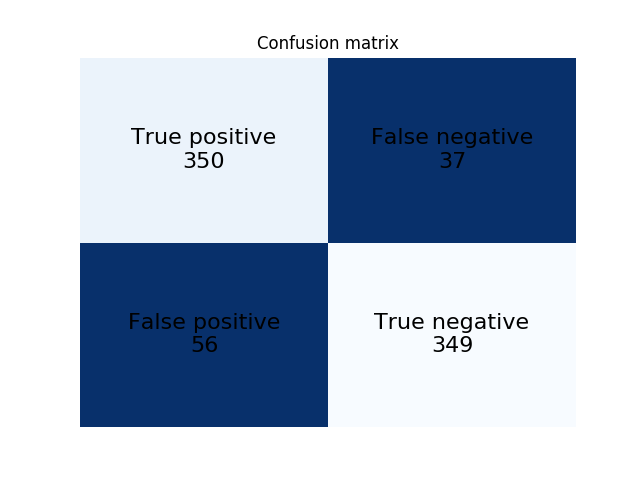 Confusion matrix
True positive
350
False negative
37
False positive
56
True negative
349